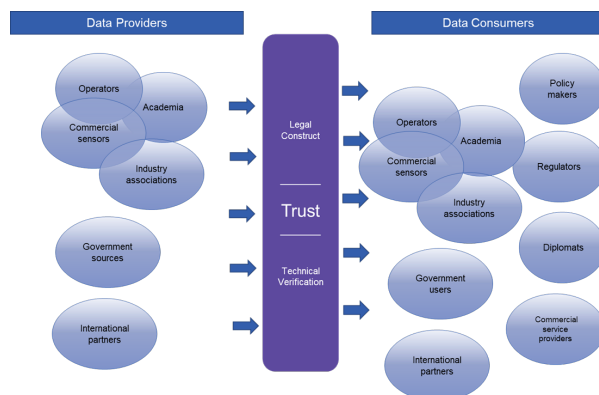 Data Providers
Operators
Academia
Commercial
sensors
Industry
associations
Government
sources
International
partners
Legal
Construct
Trust
Technical
Verification
Data Consumers
Policy
makers
Operators
Academia
Commercial
sensors
Regulators
Industry
associations
Diplomats
Government
users
Commercial
service
providers
International
partners